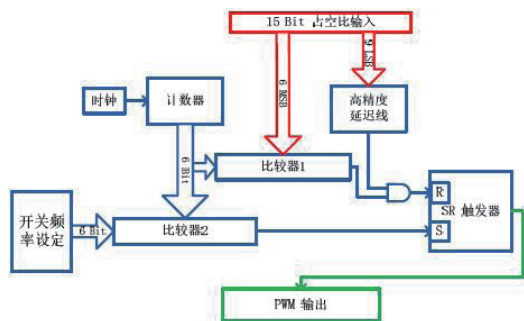 15 Bit 占空比输入
6 MSB
9 LSB
时钟
计数器
高精度
延迟线
6 Bit
比较器1
R
开关频
率设定
6 Bit
比较器2
SR 触发器
S
PWM 输出